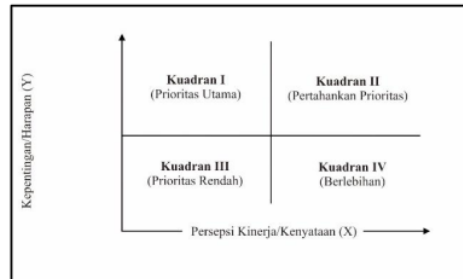 Kepentingan/Harapan (Y)
Kuadran I
(Prioritas Utama)
Kuadran II
(Pertahankan Prioritas)
Kuadran III
(Prioritas Rendah)
Kuadran IV
(Berlebihan)
Persepsi Kinerja/Kenyataan (X)